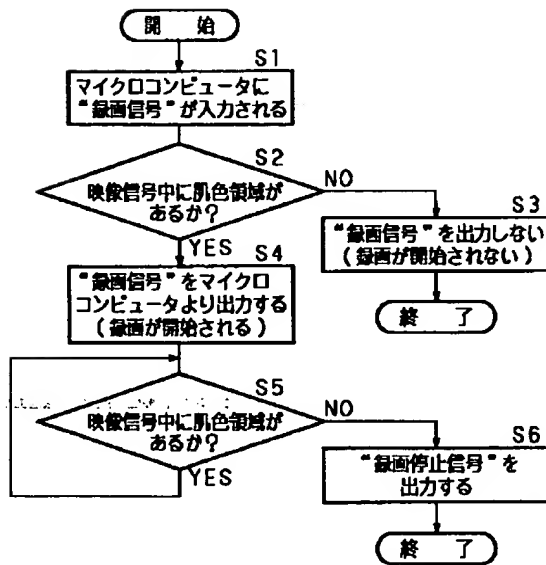 開 始
S1
マイクロコンピュータに
“録画信号”が入力される
S2
映像信号中に肌色領域が
あるか?
NO
YES
S3
“録画信号”を出力しない
(録画が開始されない)
終 了
S4
“録画信号”をマイクロ
コンピュータより出力する
(録画が開始される)
S5
映像信号中に肌色領域が
あるか?
NO
YES
S6
“録画停止信号”を
出力する
終 了